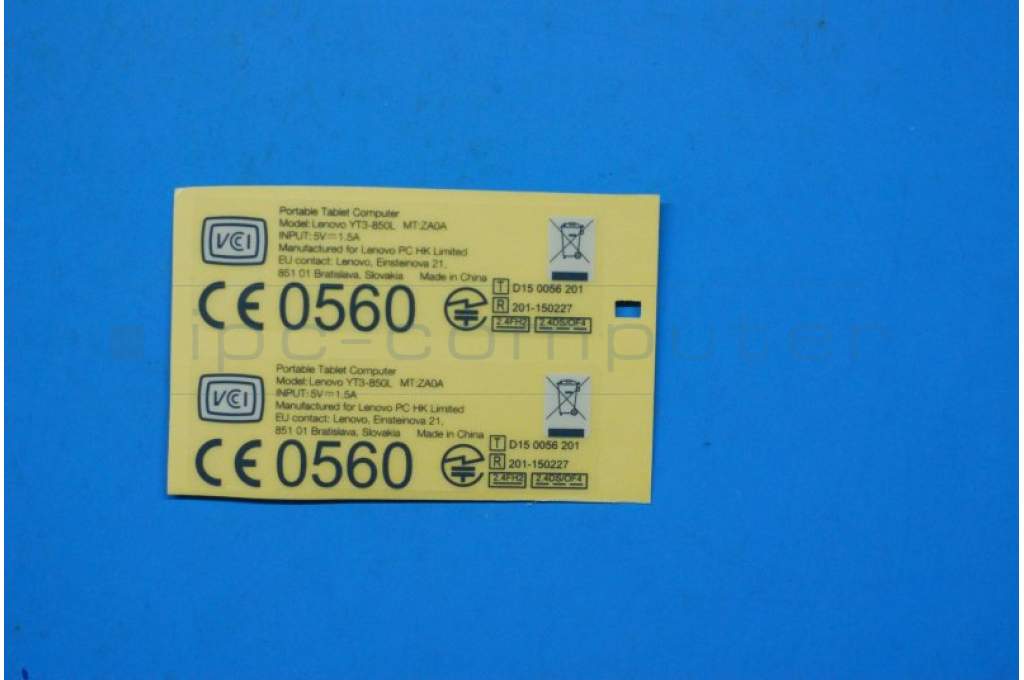 Portable Tablet Computer
Model: Lenovo YT3-850L MT:ZA0A
INPUT: 5V⎓1.5A
Manufactured for Lenovo PC HK Limited
EU contact: Lenovo, Einsteinova 21,
851 01 Bratislava, Slovakia Made in China
VCCI
CE 0560
T D15 0056 201
R 201-150227
2.4FH2 2.4DS/OF4
ipc-computer
Portable Tablet Computer
Model: Lenovo YT3-850L MT:ZA0A
INPUT: 5V⎓1.5A
Manufactured for Lenovo PC HK Limited
EU contact: Lenovo, Einsteinova 21,
851 01 Bratislava, Slovakia Made in China
VCCI
CE 0560
T D15 0056 201
R 201-150227
2.4FH2 2.4DS/OF4